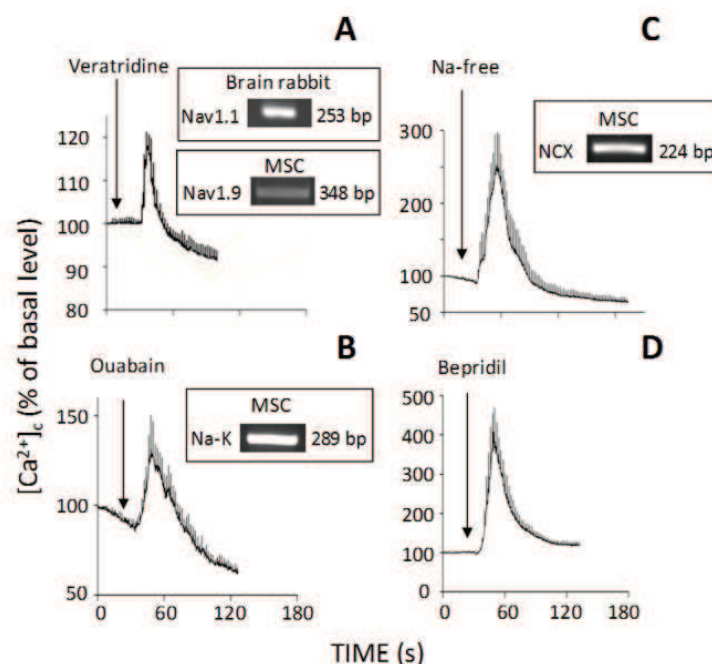 A
Veratridine
Brain rabbit
Nav1.1 253 bp
MSC
Nav1.9 348 bp
120
110
100
90
80
C
Na-free
MSC
NCX 224 bp
300
200
100
50
B
Ouabain
MSC
Na-K 289 bp
150
100
50
0 60 120 180
D
Bepridil
500
400
300
200
100
0
0 60 120 180
[Ca²⁺]c (% of basal level)
TIME (s)